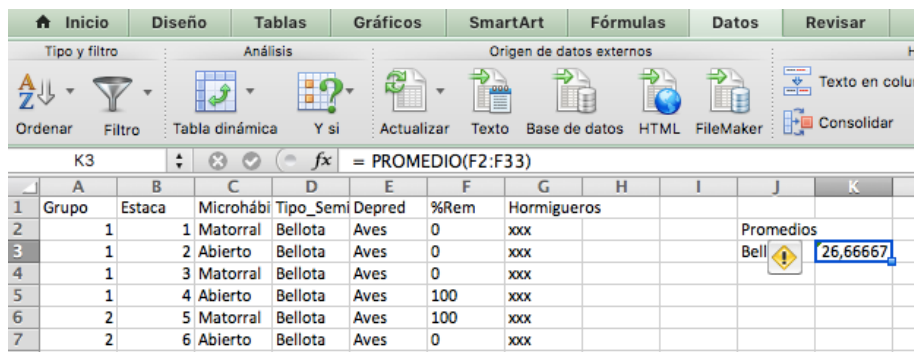 Inicio Diseño Tablas Gráficos SmartArt Fórmulas Datos Revisar
Tipo y filtro Análisis Origen de datos externos H
A Z
Ordenar Filtro Tabla dinámica Y si Actualizar Texto Base de datos HTML FileMaker Texto en colu
Consolidar
K3 fx = PROMEDIO(F2:F33)
A B C D E F G H I J K
1 Grupo Estaca Microhábi Tipo_Semi Depred %Rem Hormigueros
2 1 1 Matorral Bellota Aves 0 xxx Promedios
3 1 2 Abierto Bellota Aves 0 xxx Bell 26,66667
4 1 3 Matorral Bellota Aves 0 xxx
5 1 4 Abierto Bellota Aves 100 xxx
6 2 5 Matorral Bellota Aves 100 xxx
7 2 6 Abierto Bellota Aves 0 xxx